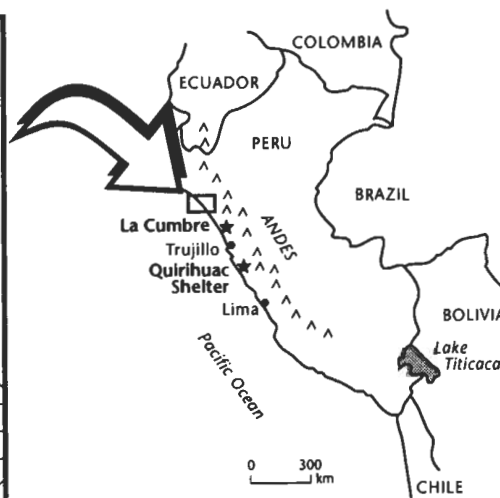 COLOMBIA
ECUADOR
PERU
BRAZIL
ANDES
La Cumbre
Trujillo
Quirihuac
Shelter
Lima
BOLIVIA
Lake
Titicaca
Pacific Ocean
0 300
km
CHILE